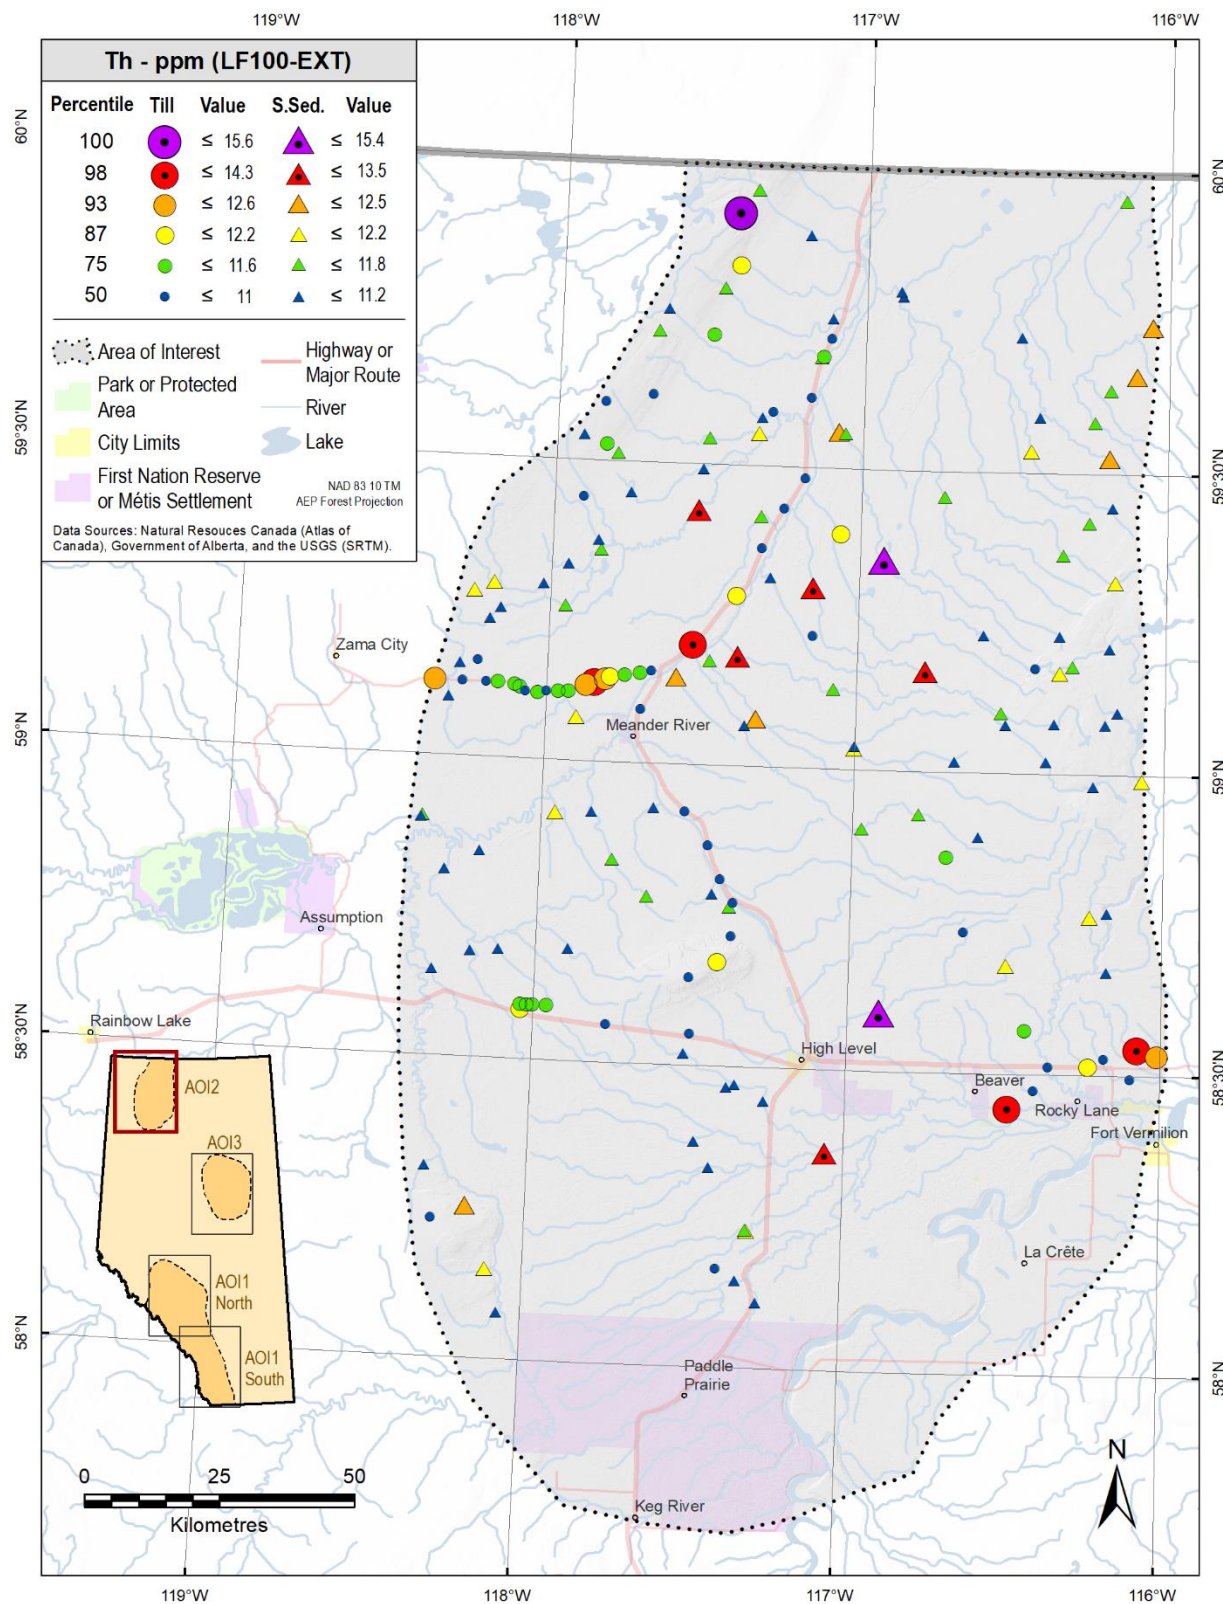 119°W 118°W 117°W 116°W
Th - ppm (LF100-EXT)
Percentile Till Value S.Sed. Value
100 ≤ 15.6 ≤ 15.4
98 ≤ 14.3 ≤ 13.5
93 ≤ 12.6 ≤ 12.5
87 ≤ 12.2 ≤ 12.2
75 ≤ 11.6 ≤ 11.8
50 ≤ 11 ≤ 11.2
Area of Interest
Park or Protected
Area
City Limits
First Nation Reserve
or Métis Settlement
Highway or
Major Route
River
Lake
NAD 83 10 TM
AEP Forest Projection
Data Sources: Natural Resouces Canada (Atlas of
Canada), Government of Alberta, and the USGS (SRTM).
60°N
60°N
59°30'N
59°30'N
Zama City
Meander River
59°N
59°N
Assumption
Rainbow Lake
58°30'N
High Level
58°30'N
Beaver
Rocky Lane
Fort Vermilion
La Crête
58°N
58°N
Paddle
Prairie
Keg River
AOI2
AOI3
AOI1
North
AOI1
South
0 25 50
Kilometres
N
119°W 118°W 117°W 116°W